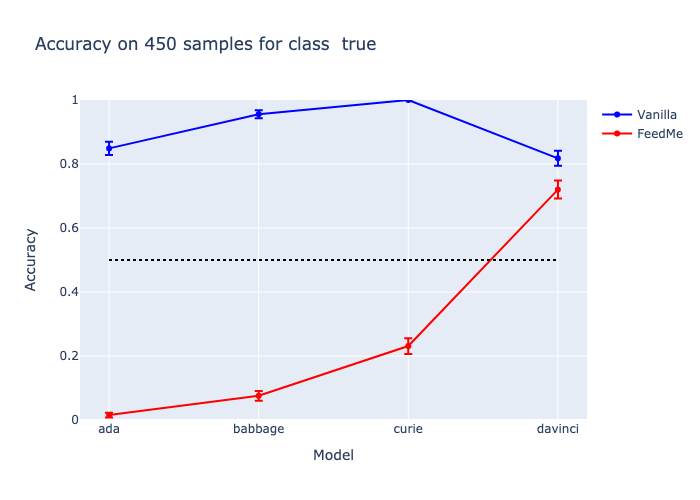 Accuracy on 450 samples for class  true
1
0.8
0.6
0.4
0.2
0
Accuracy
ada
babbage
curie
davinci
Model
Vanilla
FeedMe